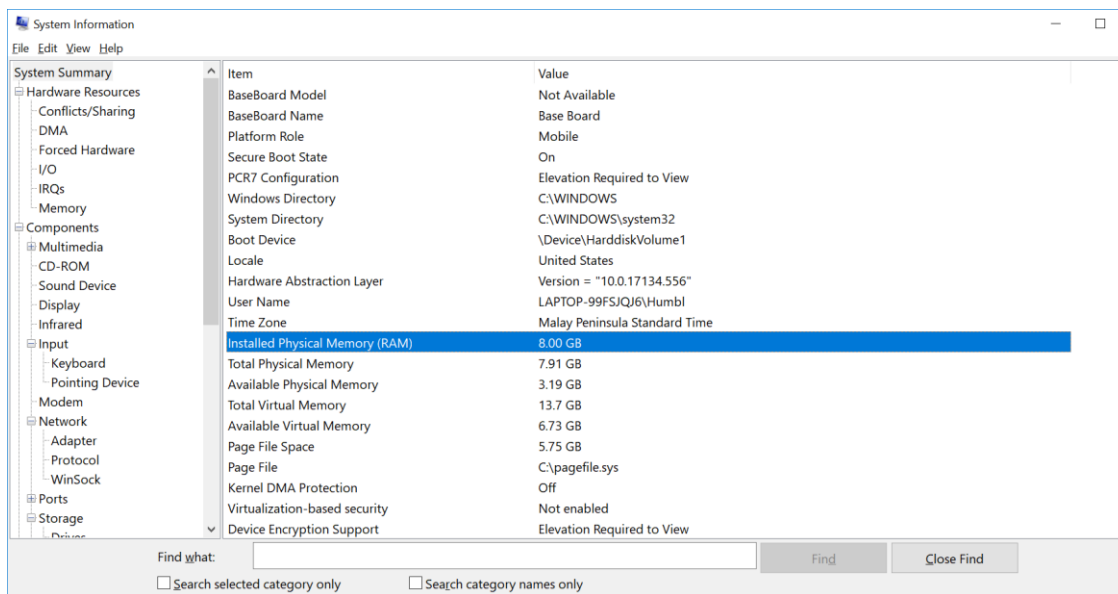 System Information
File Edit View Help
System Summary
Hardware Resources
Conflicts/Sharing
DMA
Forced Hardware
I/O
IRQs
Memory
Components
Multimedia
CD-ROM
Sound Device
Display
Infrared
Input
Keyboard
Pointing Device
Modem
Network
Adapter
Protocol
WinSock
Ports
Storage
Drives
Item Value
BaseBoard Model Not Available
BaseBoard Name Base Board
Platform Role Mobile
Secure Boot State On
PCR7 Configuration Elevation Required to View
Windows Directory C:\WINDOWS
System Directory C:\WINDOWS\system32
Boot Device \Device\HarddiskVolume1
Locale United States
Hardware Abstraction Layer Version = "10.0.17134.556"
User Name LAPTOP-99FSJQJ6\Humbl
Time Zone Malay Peninsula Standard Time
Installed Physical Memory (RAM) 8.00 GB
Total Physical Memory 7.91 GB
Available Physical Memory 3.19 GB
Total Virtual Memory 13.7 GB
Available Virtual Memory 6.73 GB
Page File Space 5.75 GB
Page File C:\pagefile.sys
Kernel DMA Protection Off
Virtualization-based security Not enabled
Device Encryption Support Elevation Required to View
Find what: Find Close Find
Search selected category only Search category names only